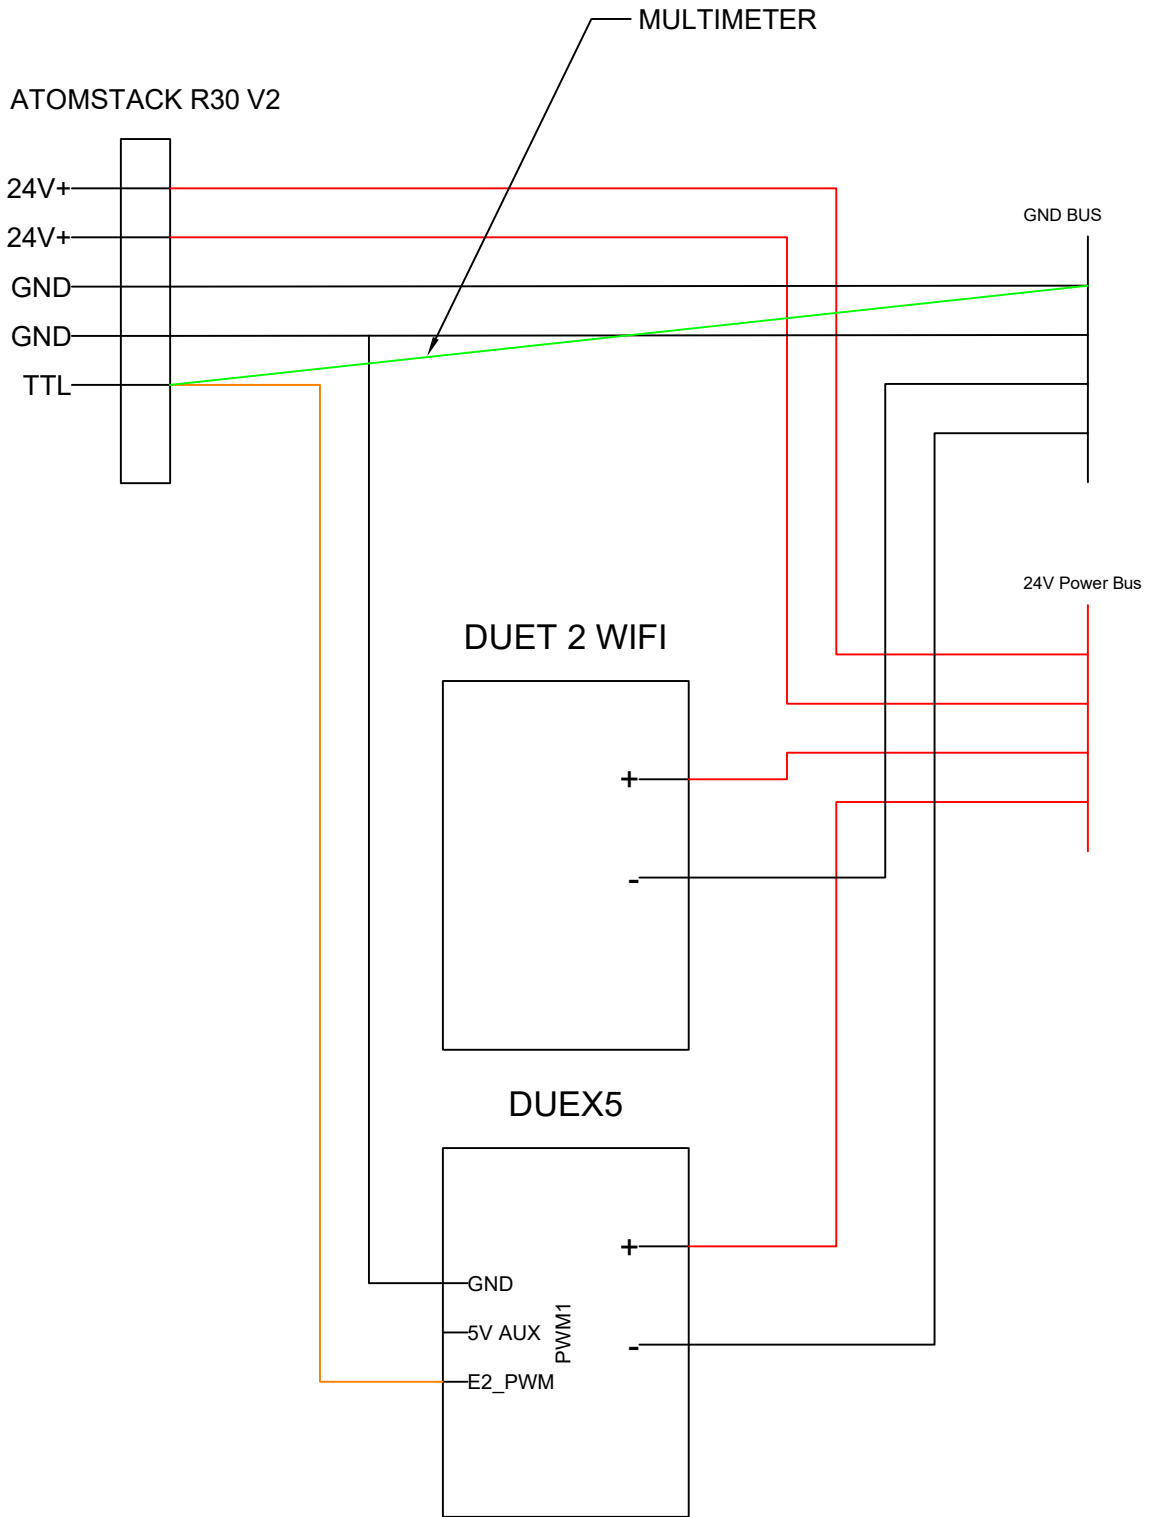 MULTIMETER
ATOMSTACK R30 V2
24V+
24V+
GND
GND
TTL
GND BUS
24V Power Bus
DUET 2 WIFI
+
-
DUEX5
+
-
GND
5V AUX
E2_PWM
PWM1